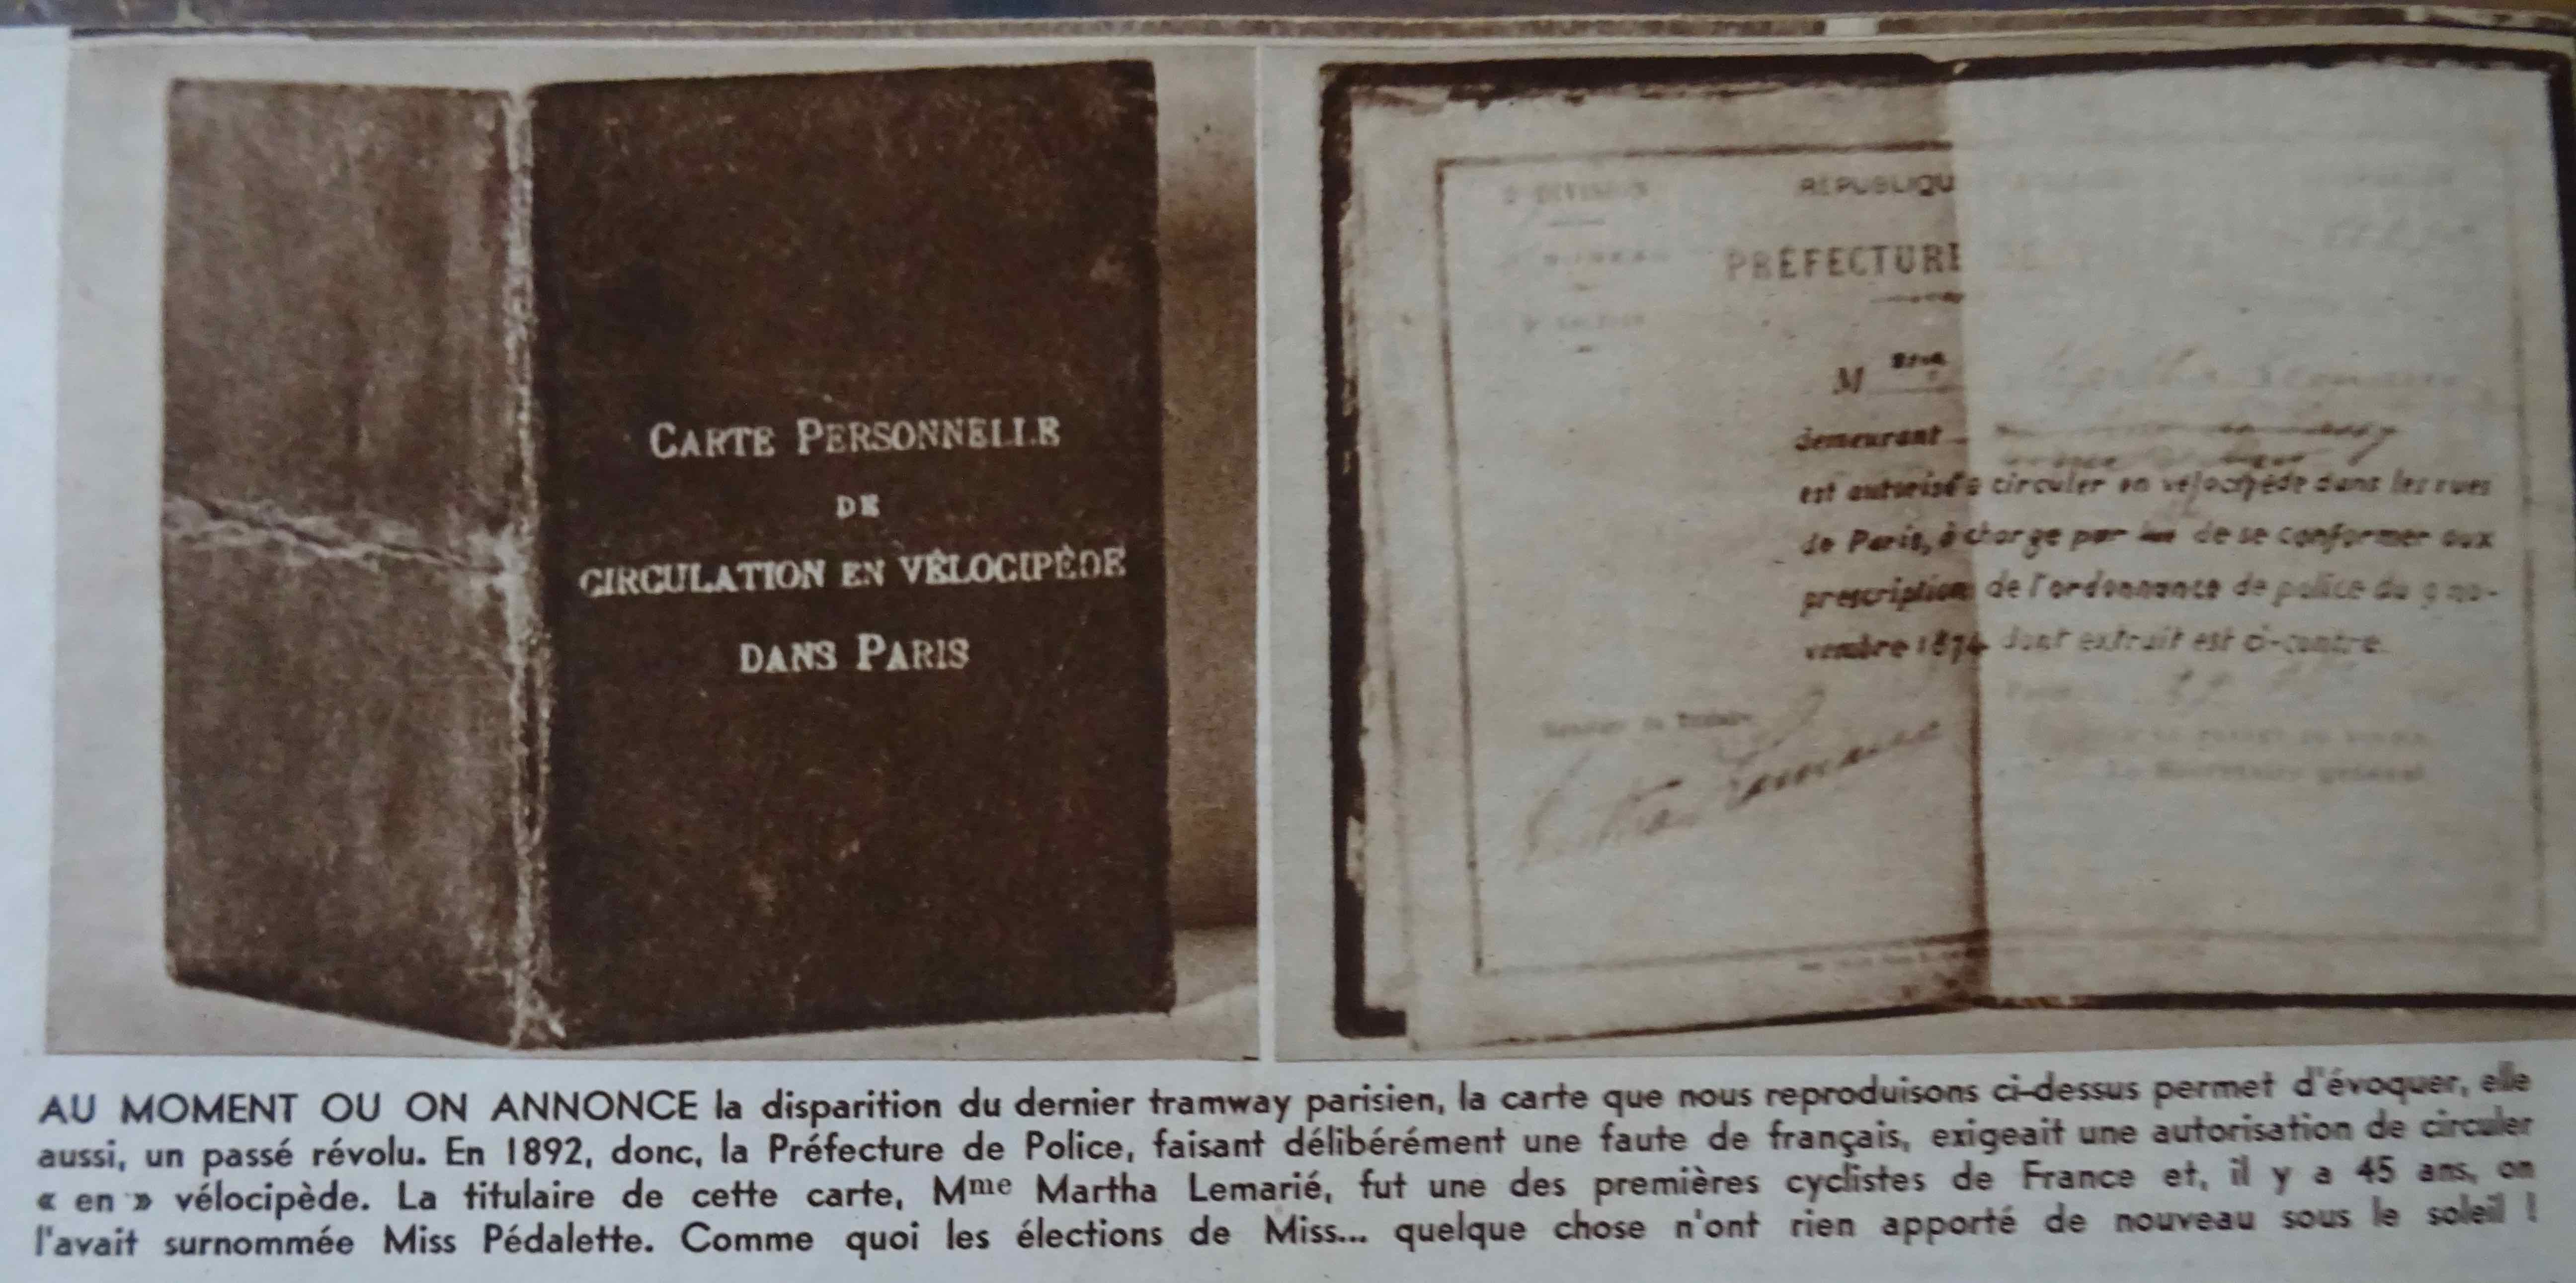 CARTE PERSONNELLE
DE
CIRCULATION EN VÉLOCIPÈDE
DANS PARIS
DIVISION
RÉPUBLIQU
PRÉFECTURE
M
demeurant
est autorisé à circuler en vélocipède dans les rues
de Paris, à charge par de se conformer aux
prescriptions de l'ordonnance de police du 9 no-
vembre 1874 dont extrait est ci-contre.
Le Secrétaire général
AU MOMENT OU ON ANNONCE la disparition du dernier tramway parisien, la carte que nous reproduisons ci-dessus permet d'évoquer, elle
aussi, un passé révolu. En 1892, donc, la Préfecture de Police, faisant délibérément une faute de français, exigeait une autorisation de circuler
« en » vélocipède. La titulaire de cette carte, Mme Martha Lemarié, fut une des premières cyclistes de France et, il y a 45 ans, on
l'avait surnommée Miss Pédalette. Comme quoi les élections de Miss... quelque chose n'ont rien apporté de nouveau sous le soleil !